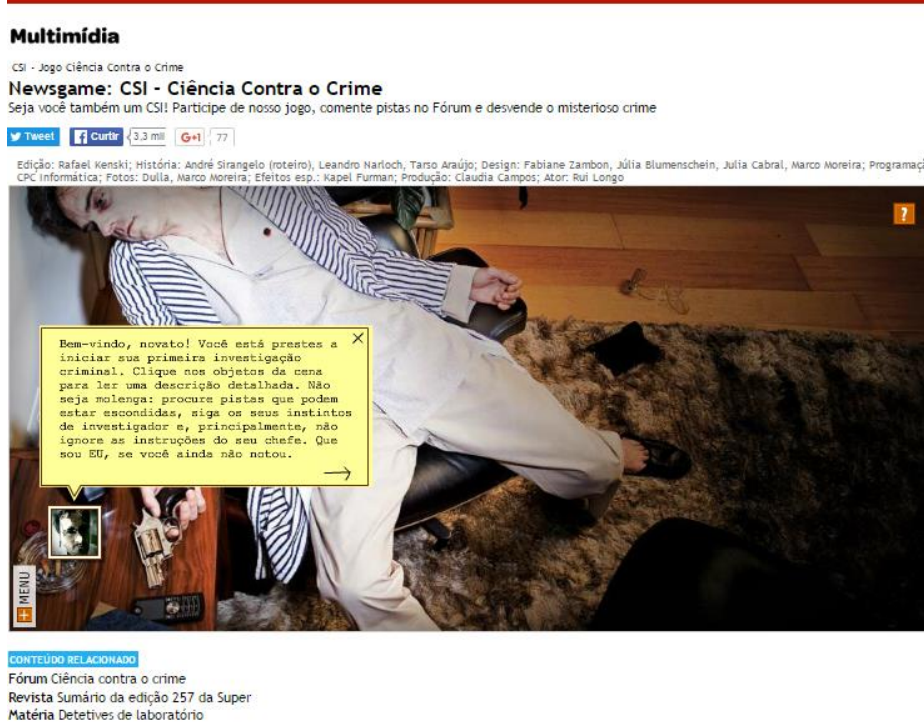 Multimídia
CSI - Jogo Ciência Contra o Crime
Newsgame: CSI - Ciência Contra o Crime
Seja você também um CSI! Participe de nosso jogo, comente pistas no Fórum e desvende o misterioso crime
Tweet Curtir 3,3 mil G+1 77
Edição: Rafael Kenski; História: André Sirangelo (roteiro), Leandro Narloch, Tarso Araújo; Design: Fabiane Zambon, Júlia Blumenschein, Julia Cabral, Marco Moreira; Programaç
CPC Informática; Fotos: Dulla, Marco Moreira; Efeitos esp.: Kapel Furman; Produção: Claudia Campos; Ator: Rui Longo
?
Bem-vindo, novato! Você está prestes a
iniciar sua primeira investigação
criminal. Clique nos objetos da cena
para ler uma descrição detalhada. Não
seja molenga: procure pistas que podem
estar escondidas, siga os seus instintos
de investigador e, principalmente, não
ignore as instruções do seu chefe. Que
sou EU, se você ainda não notou.
+ MENU
CONTEÚDO RELACIONADO
Fórum Ciência contra o crime
Revista Sumário da edição 257 da Super
Matéria Detetives de laboratório